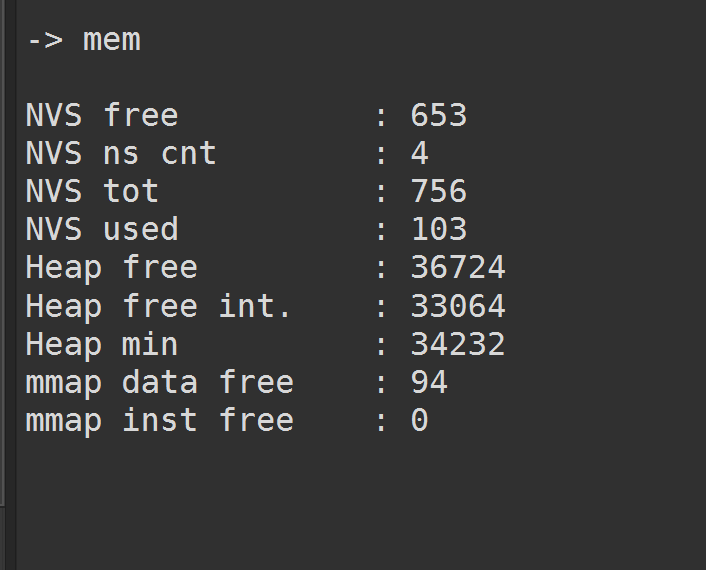 -> mem
NVS free : 653
NVS ns cnt : 4
NVS tot : 756
NVS used : 103
Heap free : 36724
Heap free int. : 33064
Heap min : 34232
mmap data free : 94
mmap inst free : 0